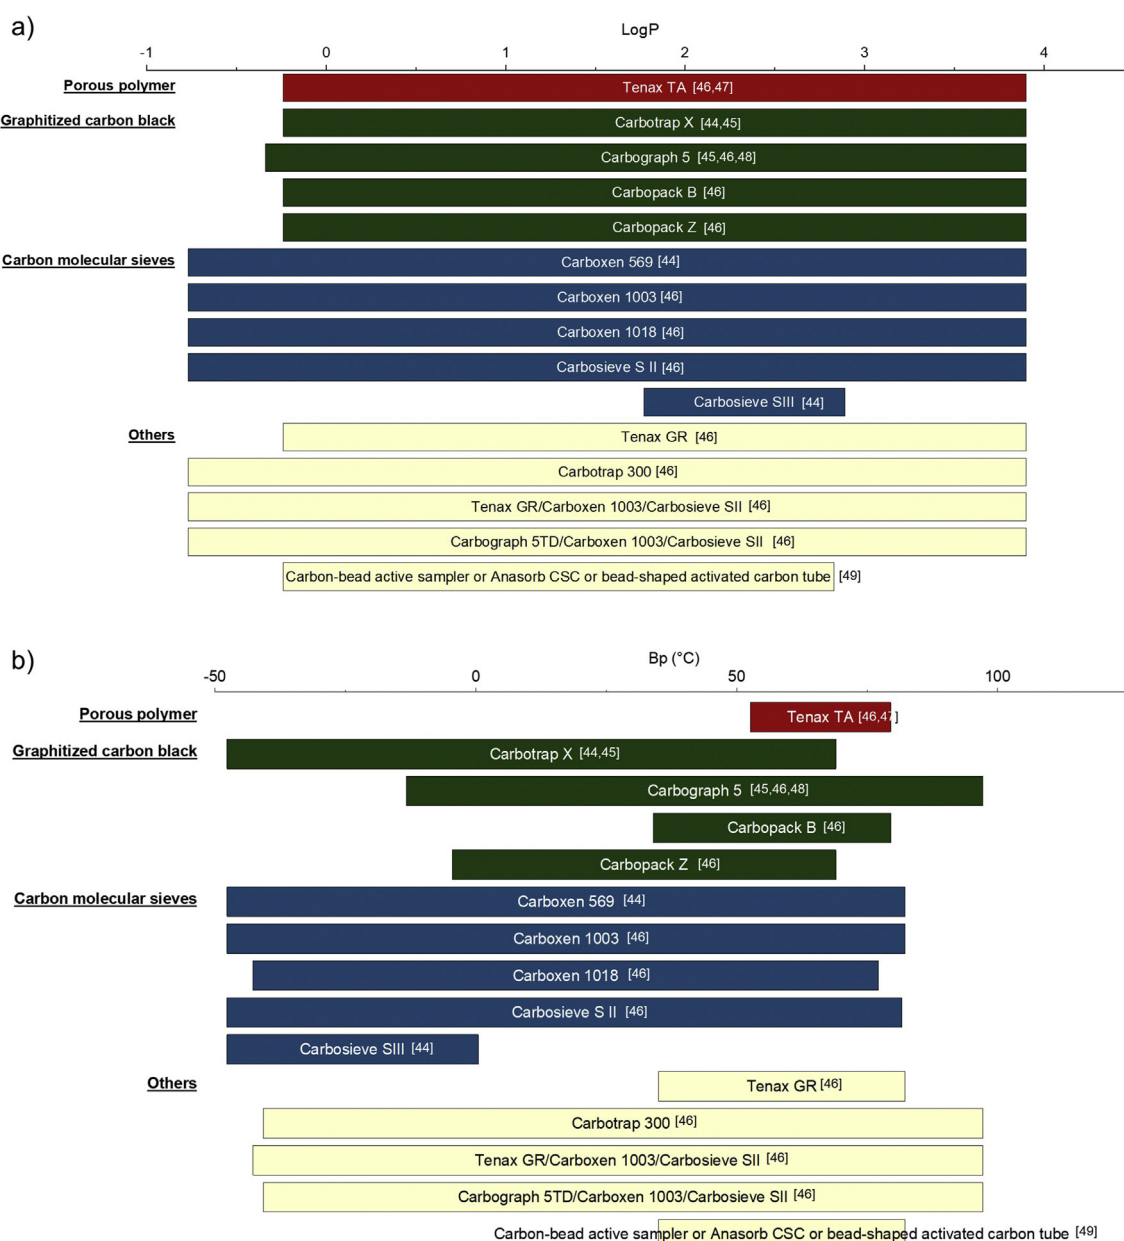 a)
LogP
-1 0 1 2 3 4
Porous polymer
Tenax TA [46,47]
Graphitized carbon black
Carbotrap X [44,45]
Carbograph 5 [45,46,48]
Carbopack B [46]
Carbopack Z [46]
Carbon molecular sieves
Carboxen 569 [44]
Carboxen 1003 [46]
Carboxen 1018 [46]
Carbosieve S II [46]
Carbosieve SIII [44]
Others
Tenax GR [46]
Carbotrap 300 [46]
Tenax GR/Carboxen 1003/Carbosieve SII [46]
Carbograph 5TD/Carboxen 1003/Carbosieve SII [46]
Carbon-bead active sampler or Anasorb CSC or bead-shaped activated carbon tube [49]
b)
Bp (°C)
-50 0 50 100
Porous polymer
Tenax TA [46,47]
Graphitized carbon black
Carbotrap X [44,45]
Carbograph 5 [45,46,48]
Carbopack B [46]
Carbopack Z [46]
Carbon molecular sieves
Carboxen 569 [44]
Carboxen 1003 [46]
Carboxen 1018 [46]
Carbosieve S II [46]
Carbosieve SIII [44]
Others
Tenax GR [46]
Carbotrap 300 [46]
Tenax GR/Carboxen 1003/Carbosieve SII [46]
Carbograph 5TD/Carboxen 1003/Carbosieve SII [46]
Carbon-bead active sampler or Anasorb CSC or bead-shaped activated carbon tube [49]